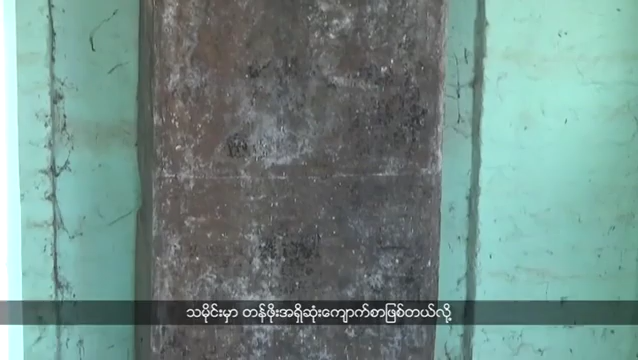 သမိုင်းမှာ တန်ဖိုးအရှိဆုံးကျောက်စာဖြစ်တယ်လို့